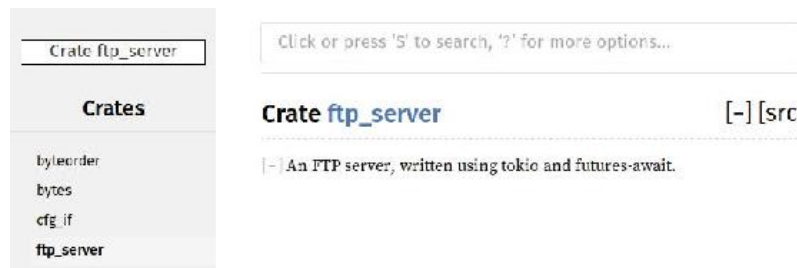 Crate ftp_server
Crates
byteorder
bytes
cfg_if
ftp_server
Click or press 'S' to search, '?' for more options...
Crate ftp_server
[-] [src
[-] An FTP server, written using tokio and futures-await.